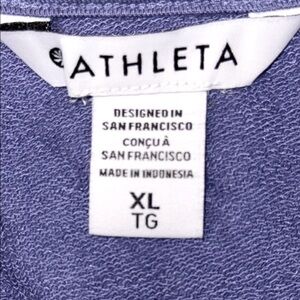 ATHLETA
DESIGNED IN
SAN FRANCISCO
CONÇU À
SAN FRANCISCO
MADE IN INDONESIA
XL
TG